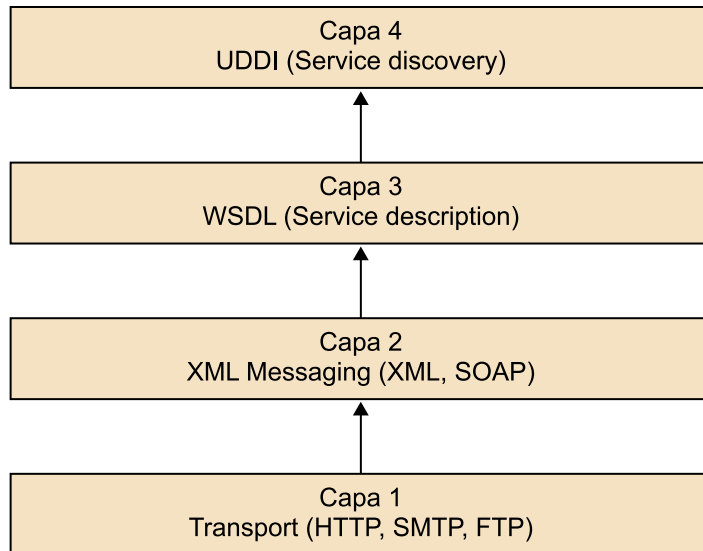 Capa 4
UDDI (Service discovery)
Capa 3
WSDL (Service description)
Capa 2
XML Messaging (XML, SOAP)
Capa 1
Transport (HTTP, SMTP, FTP)